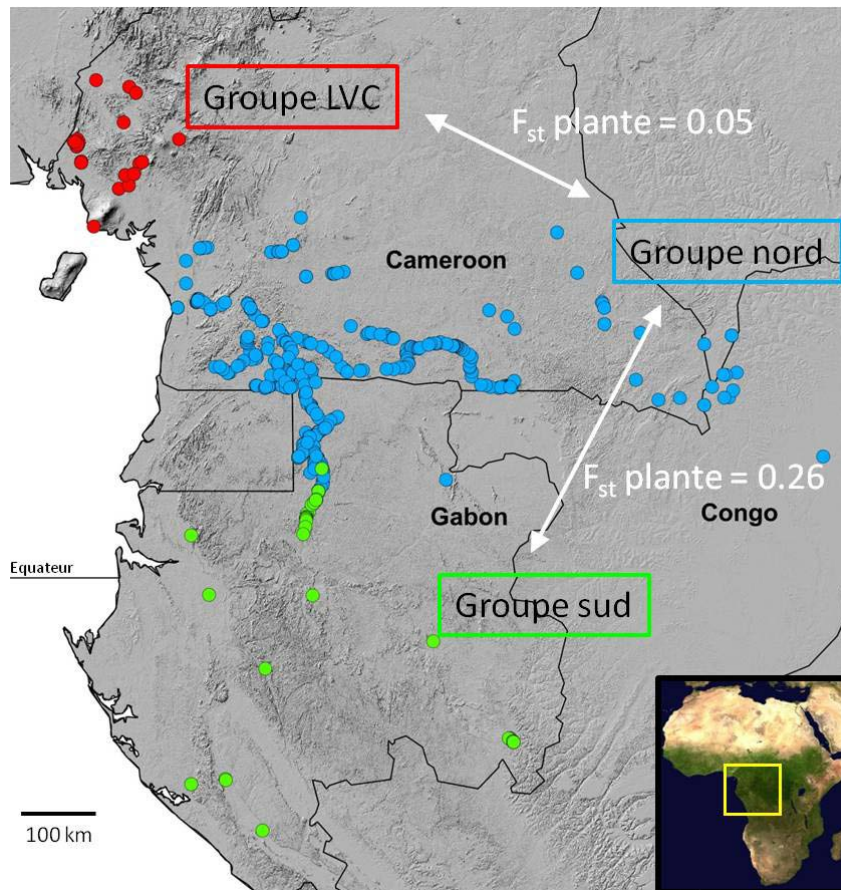 Groupe LVC
Fst plante = 0.05
Groupe nord
Cameroon
Fst plante = 0.26
Gabon
Congo
Equateur
Groupe sud
100 km